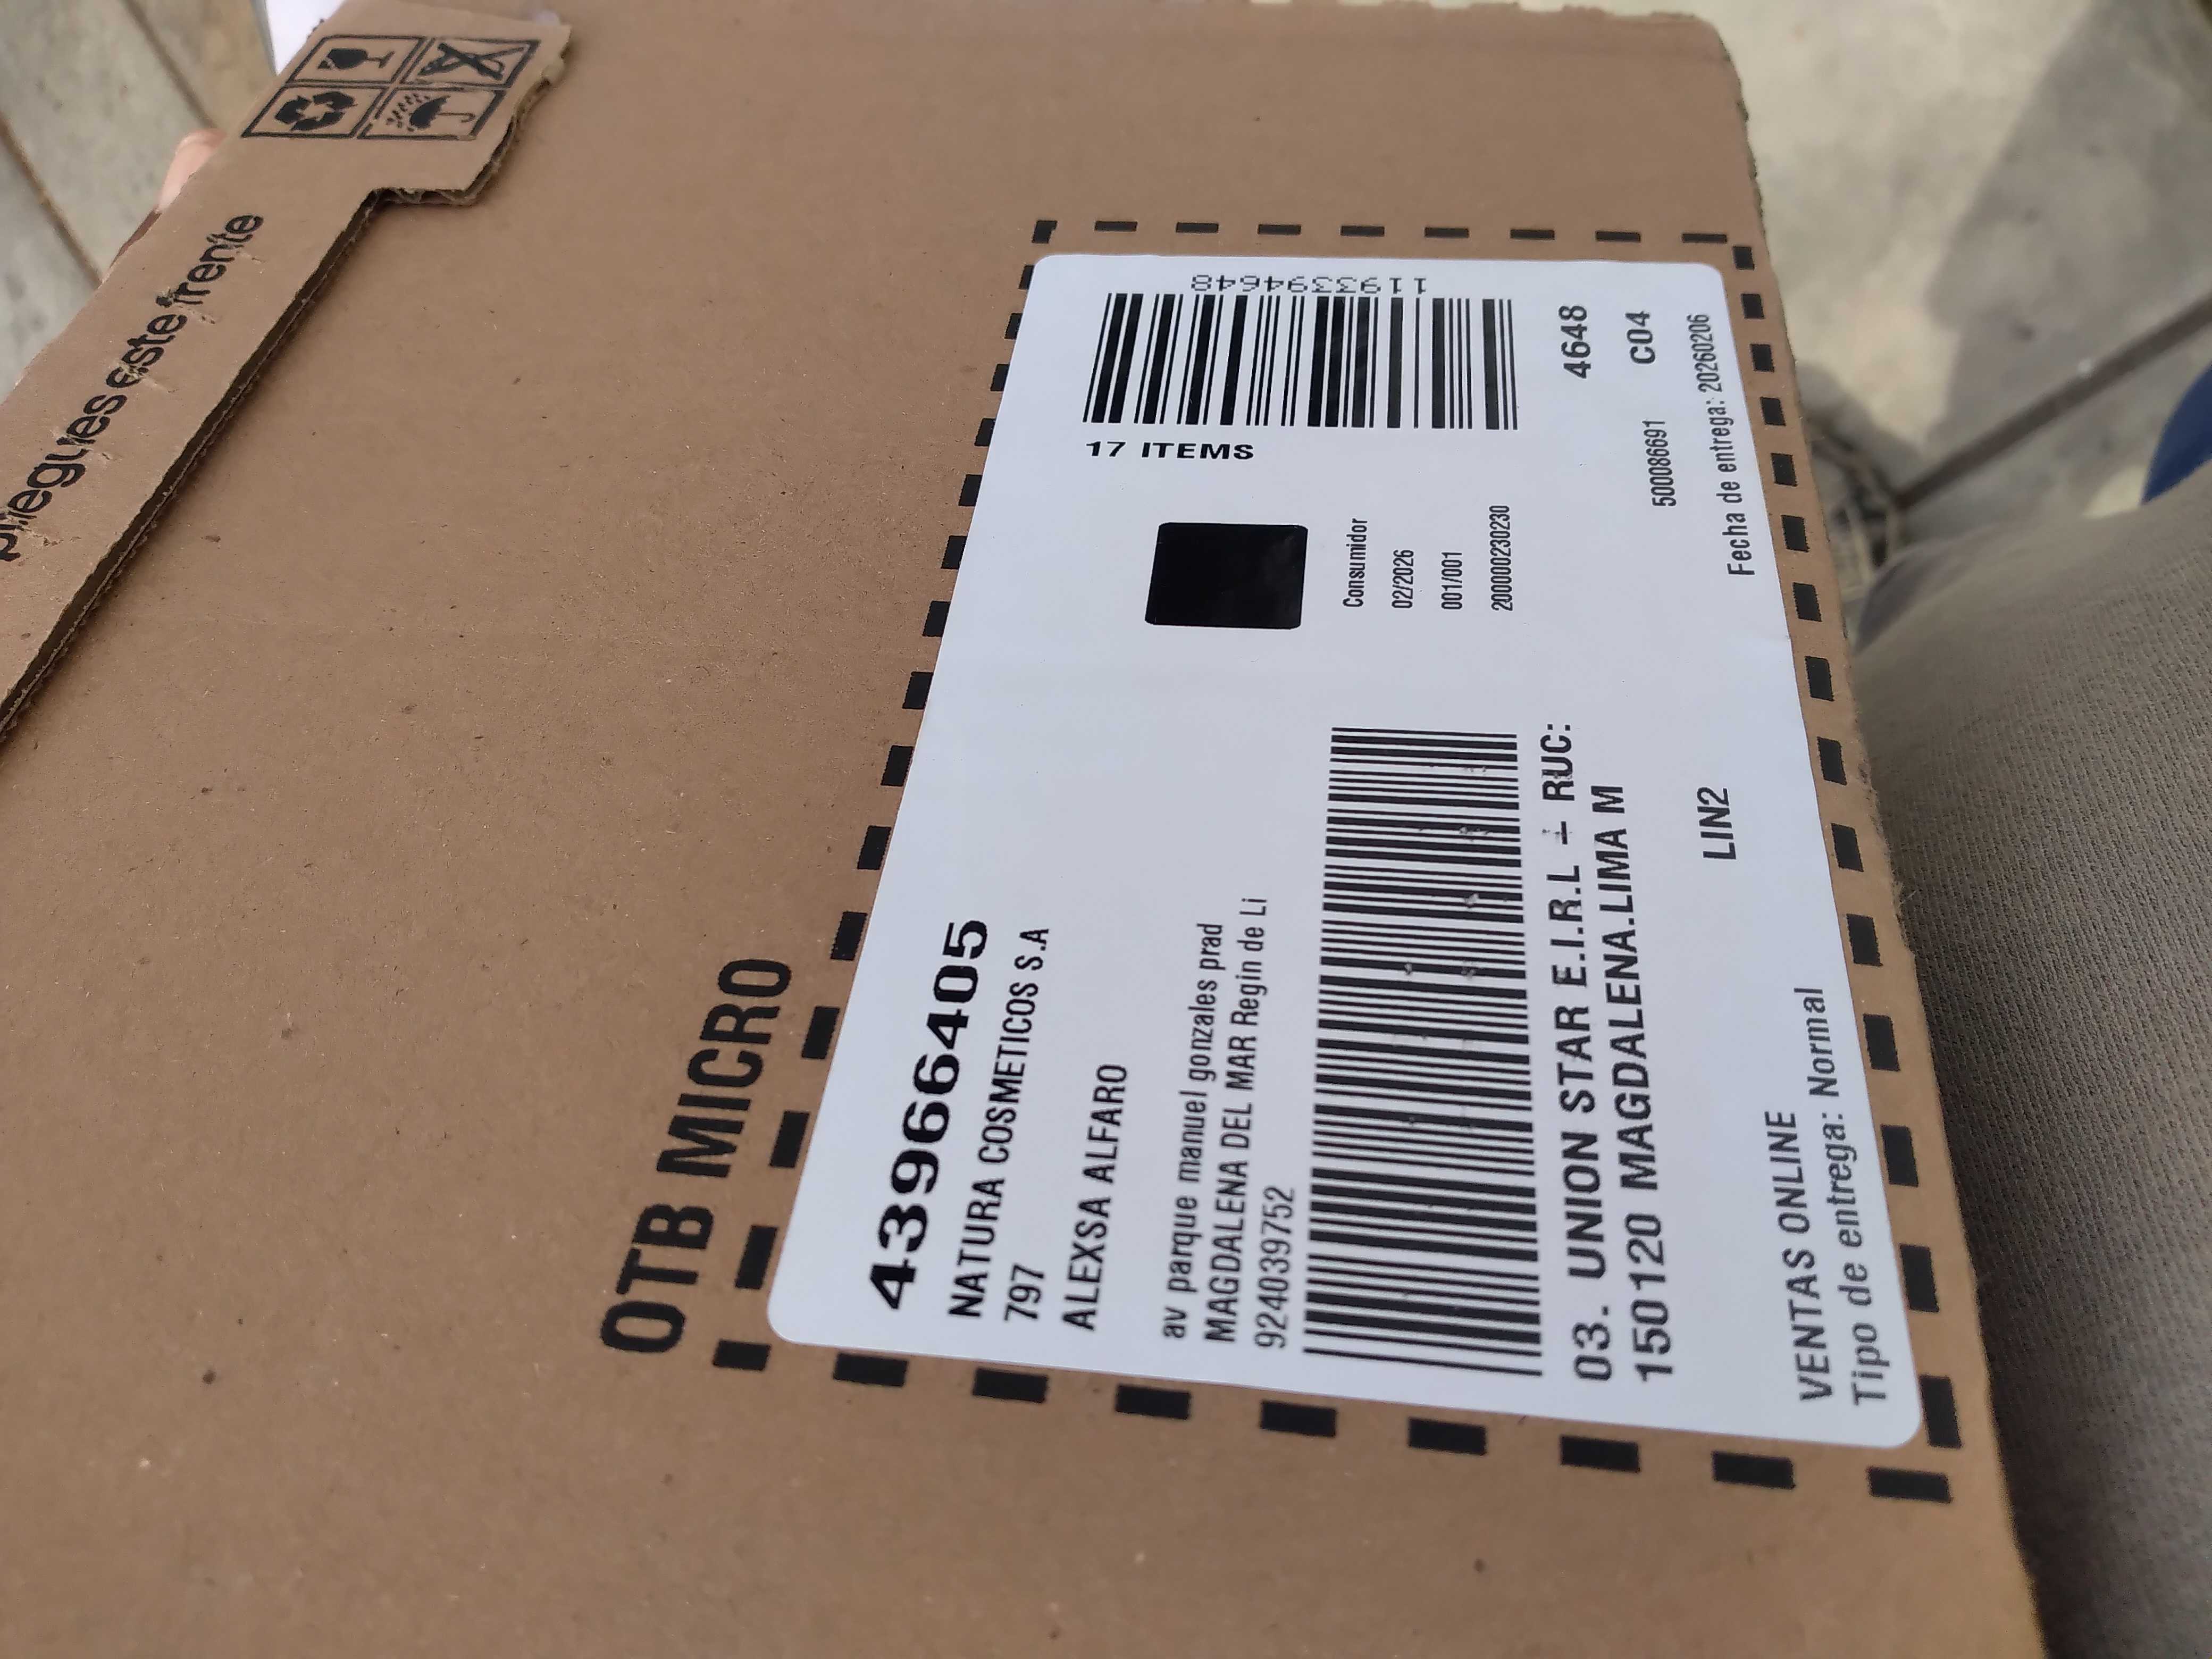 pliegues este frente
OTB MICRO
43966405
NATURA COSMETICOS S.A
797
ALEXSA ALFARO
av parque manuel gonzales prad
MAGDALENA DEL MAR Regin de Li
924039752
1193394648
17 ITEMS
Consumidor
02/2026
001/001
200000230230
03. UNION STAR E.I.R.L - RUC:
150120 MAGDALENA.LIMA M
4648
C04
500086691
LIN2
Fecha de entrega: 20260206
VENTAS ONLINE
Tipo de entrega: Normal